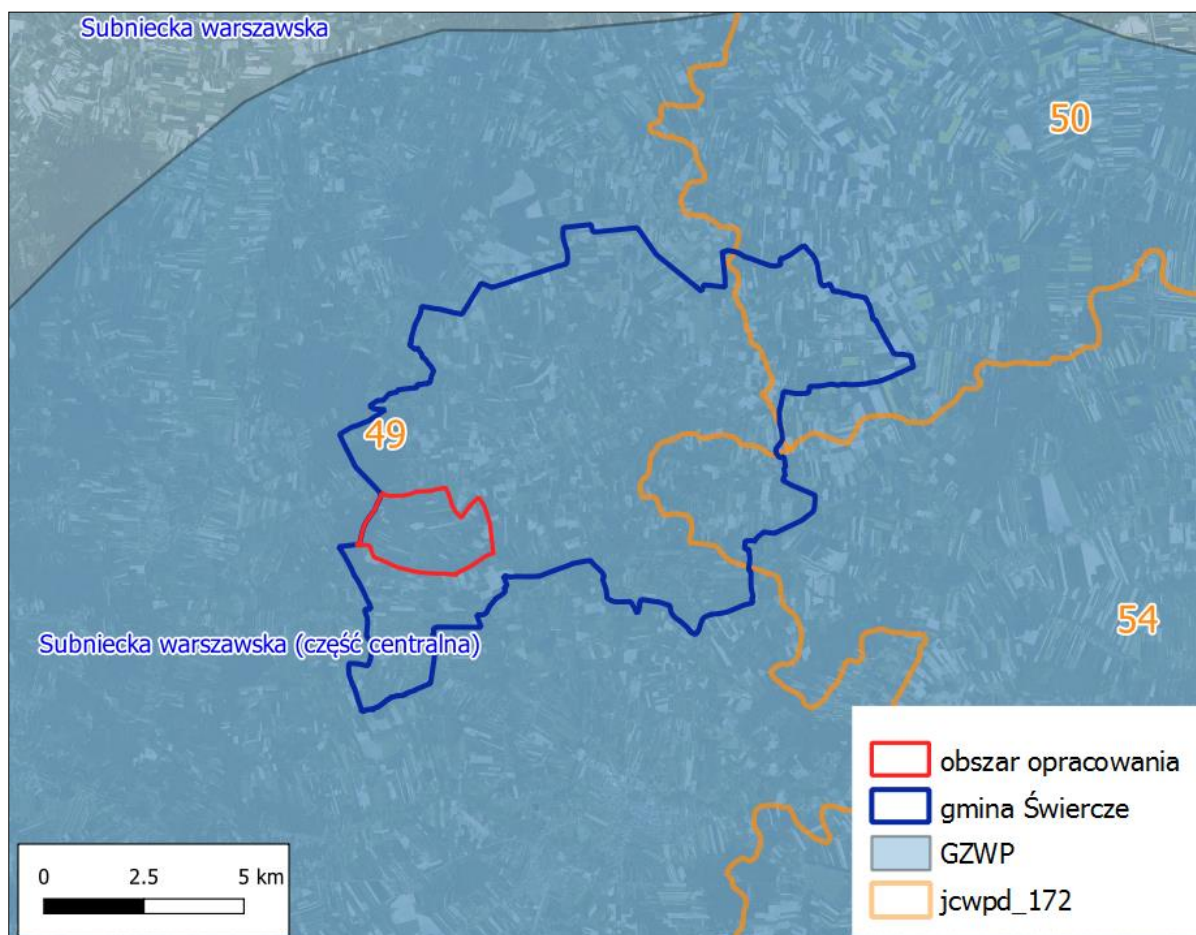 Subniecka warszawska
50
49
Subniecka warszawska (część centralna)
54
obszar opracowania
gmina Świercze
GZWP
jcwpd_172
0 2.5 5 km